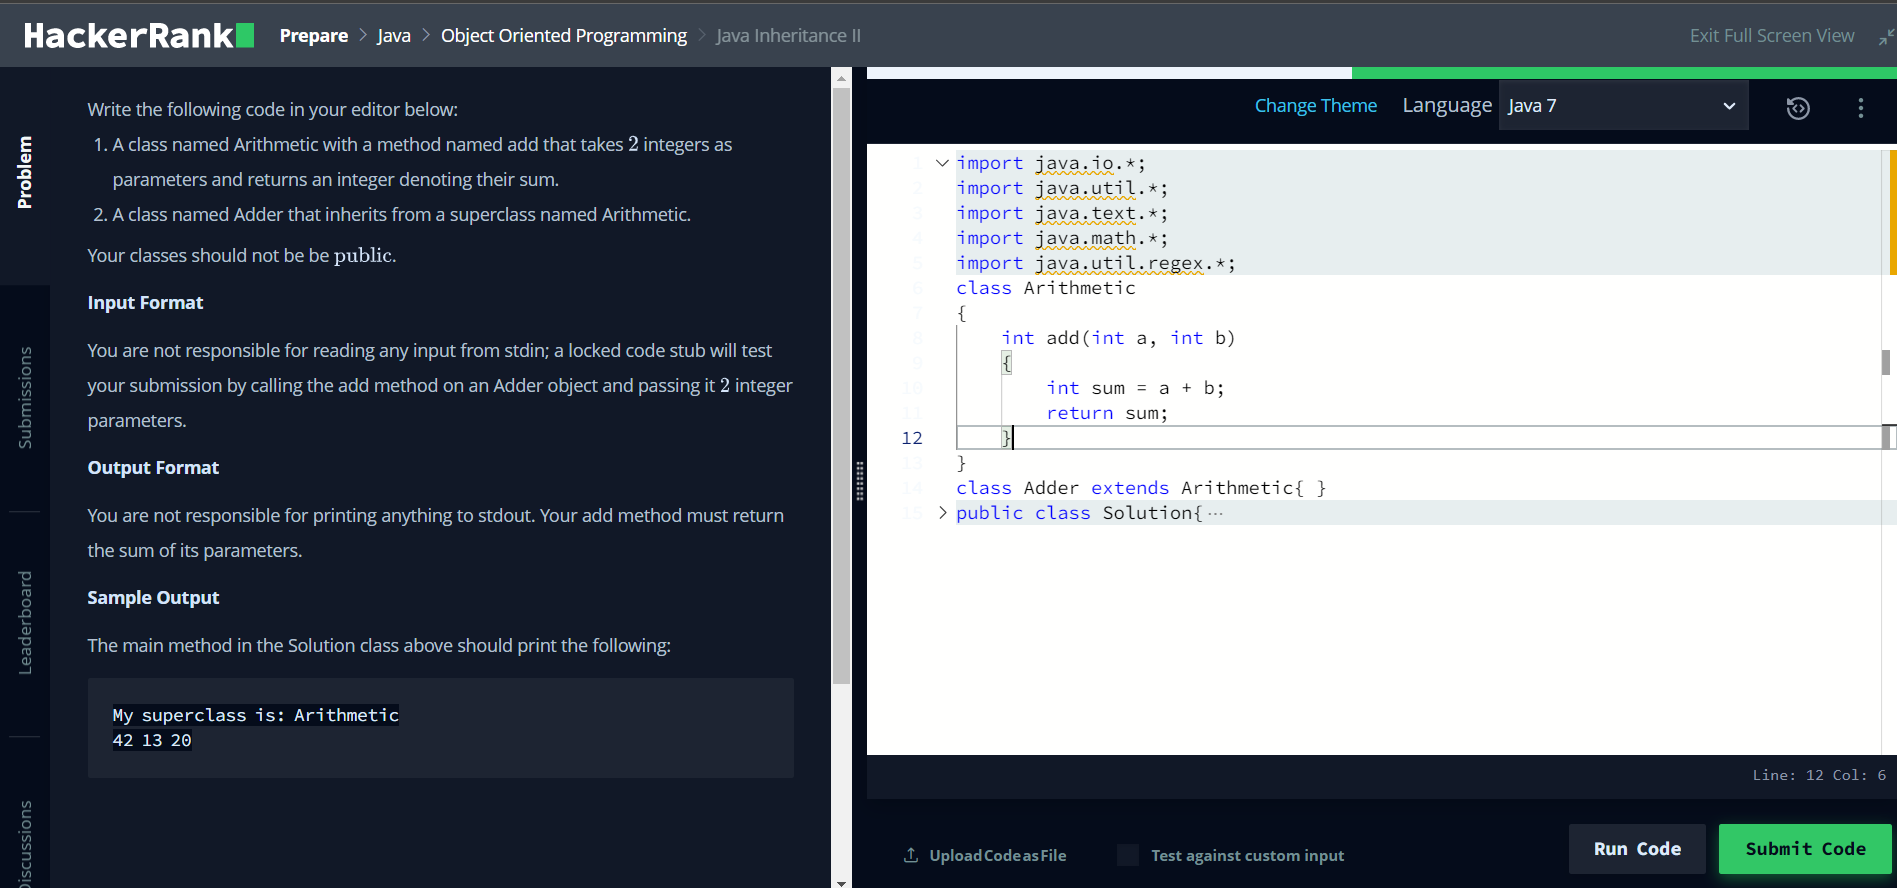 HackerRank Prepare > Java > Object Oriented Programming > Java Inheritance II Exit Full Screen View
Problem
Submissions
Leaderboard
Discussions
Write the following code in your editor below:
1. A class named Arithmetic with a method named add that takes 2 integers as
parameters and returns an integer denoting their sum.
2. A class named Adder that inherits from a superclass named Arithmetic.
Your classes should not be be public.
Input Format
You are not responsible for reading any input from stdin; a locked code stub will test
your submission by calling the add method on an Adder object and passing it 2 integer
parameters.
Output Format
You are not responsible for printing anything to stdout. Your add method must return
the sum of its parameters.
Sample Output
The main method in the Solution class above should print the following:
My superclass is: Arithmetic
42 13 20
Change Theme Language Java 7
1 import java.io.*;
2 import java.util.*;
3 import java.text.*;
4 import java.math.*;
5 import java.util.regex.*;
6 class Arithmetic
7 {
8 int add(int a, int b)
9 {
10 int sum = a + b;
11 return sum;
12 }
13 }
14 class Adder extends Arithmetic{ }
15 > public class Solution{ ···
Line: 12 Col: 6
Upload Code as File Test against custom input Run Code Submit Code